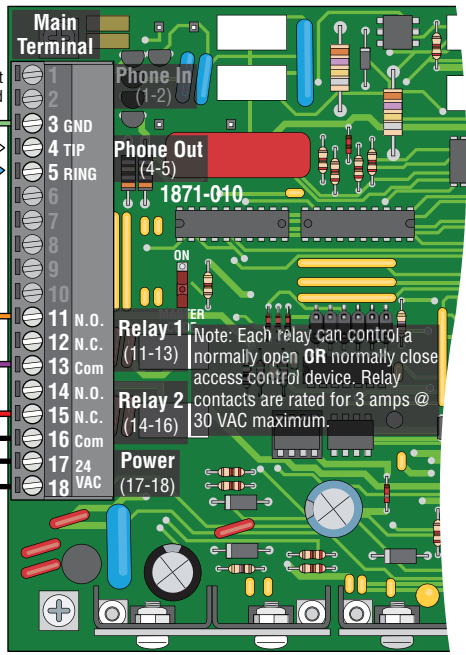 Main
Terminal
1
2
3 GND
4 TIP
5 RING
6
7
8
9
10
11 N.O.
12 N.C.
13 Com
14 N.O.
15 N.C.
16 Com
17 24
18 VAC
Phone In
(1-2)
Phone Out
(4-5)
1871-010
ON
Relay 1
(11-13)
Note: Each relay can control a
normally open OR normally close
access control device. Relay
contacts are rated for 3 amps @
30 VAC maximum.
Relay 2
(14-16)
Power
(17-18)